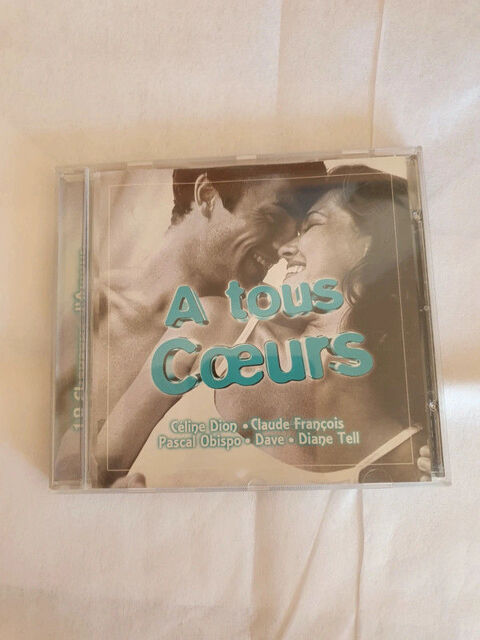 A tous
Cœurs
Céline Dion • Claude François
Pascal Obispo • Dave • Diane Tell